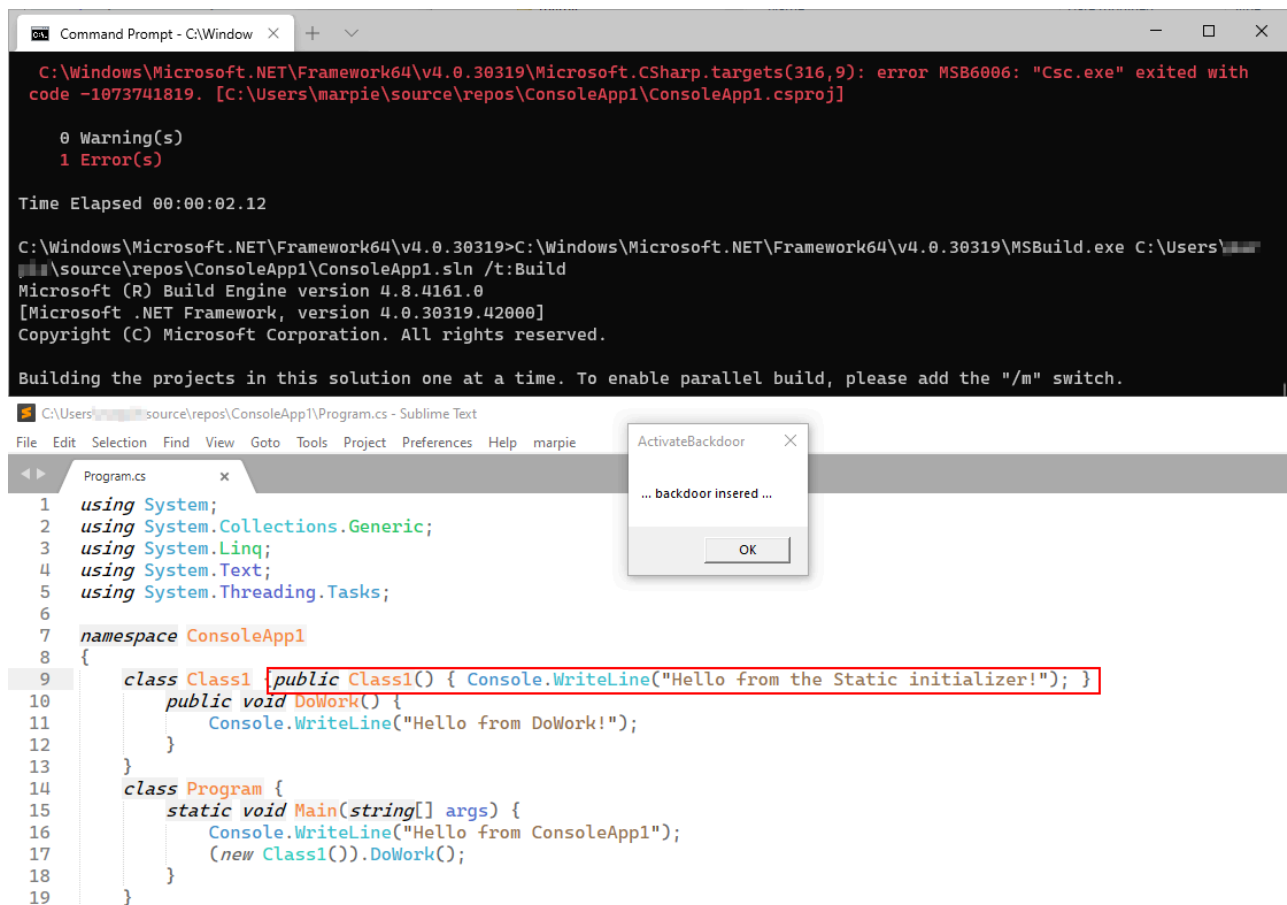 Command Prompt - C:\Window
C:\Windows\Microsoft.NET\Framework64\v4.0.30319\Microsoft.CSharp.targets(316,9): error MSB6006: "Csc.exe" exited with
code -1073741819. [C:\Users\marpie\source\repos\ConsoleApp1\ConsoleApp1.csproj]
0 Warning(s)
1 Error(s)
Time Elapsed 00:00:02.12
C:\Windows\Microsoft.NET\Framework64\v4.0.30319>C:\Windows\Microsoft.NET\Framework64\v4.0.30319\MSBuild.exe C:\Users\
\source\repos\ConsoleApp1\ConsoleApp1.sln /t:Build
Microsoft (R) Build Engine version 4.8.4161.0
[Microsoft .NET Framework, version 4.0.30319.42000]
Copyright (C) Microsoft Corporation. All rights reserved.
Building the projects in this solution one at a time. To enable parallel build, please add the "/m" switch.
C:\Users source\repos\ConsoleApp1\Program.cs - Sublime Text
File Edit Selection Find View Goto Tools Project Preferences Help marpie
ActivateBackdoor
... backdoor insered ...
OK
Program.cs
1 using System;
2 using System.Collections.Generic;
3 using System.Linq;
4 using System.Text;
5 using System.Threading.Tasks;
6
7 namespace ConsoleApp1
8 {
9 class Class1 {public Class1() { Console.WriteLine("Hello from the Static initializer!"); }
10 public void DoWork() {
11 Console.WriteLine("Hello from DoWork!");
12 }
13 }
14 class Program {
15 static void Main(string[] args) {
16 Console.WriteLine("Hello from ConsoleApp1");
17 (new Class1()).DoWork();
18 }
19 }